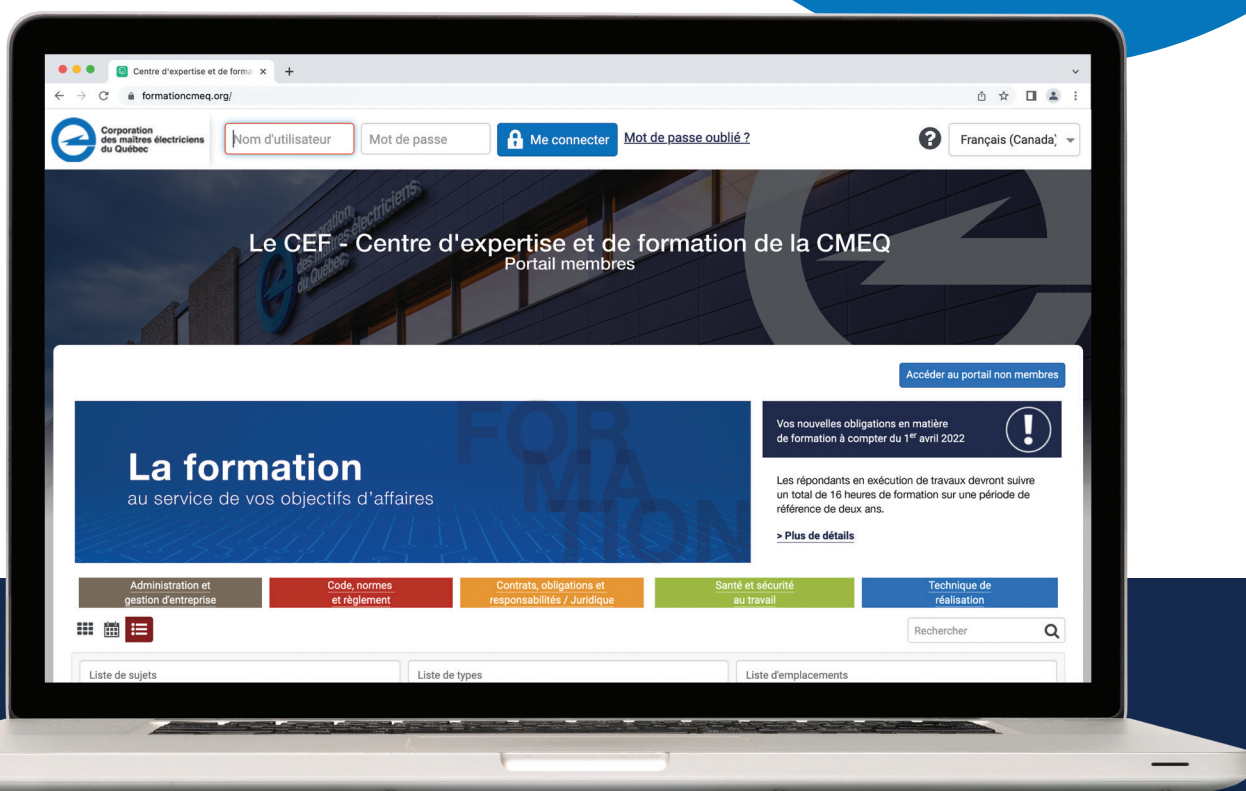 Centre d'expertise et de forma
formationcmeq.org/
Corporation
des maîtres électriciens
du Québec
Nom d'utilisateur
Mot de passe
Me connecter
Mot de passe oublié ?
Français (Canada)
Corporation
des maîtres électriciens
du Québec
Le CEF - Centre d'expertise et de formation de la CMEQ
Portail membres
Accéder au portail non membres
FOR
MA
TION
La formation
au service de vos objectifs d'affaires
Vos nouvelles obligations en matière
de formation à compter du 1er avril 2022
Les répondants en exécution de travaux devront suivre
un total de 16 heures de formation sur une période de
référence de deux ans.
> Plus de détails
Administration et
gestion d'entreprise
Code, normes
et règlement
Contrats, obligations et
responsabilités / Juridique
Santé et sécurité
au travail
Technique de
réalisation
Rechercher
Liste de sujets
Liste de types
Liste d'emplacements